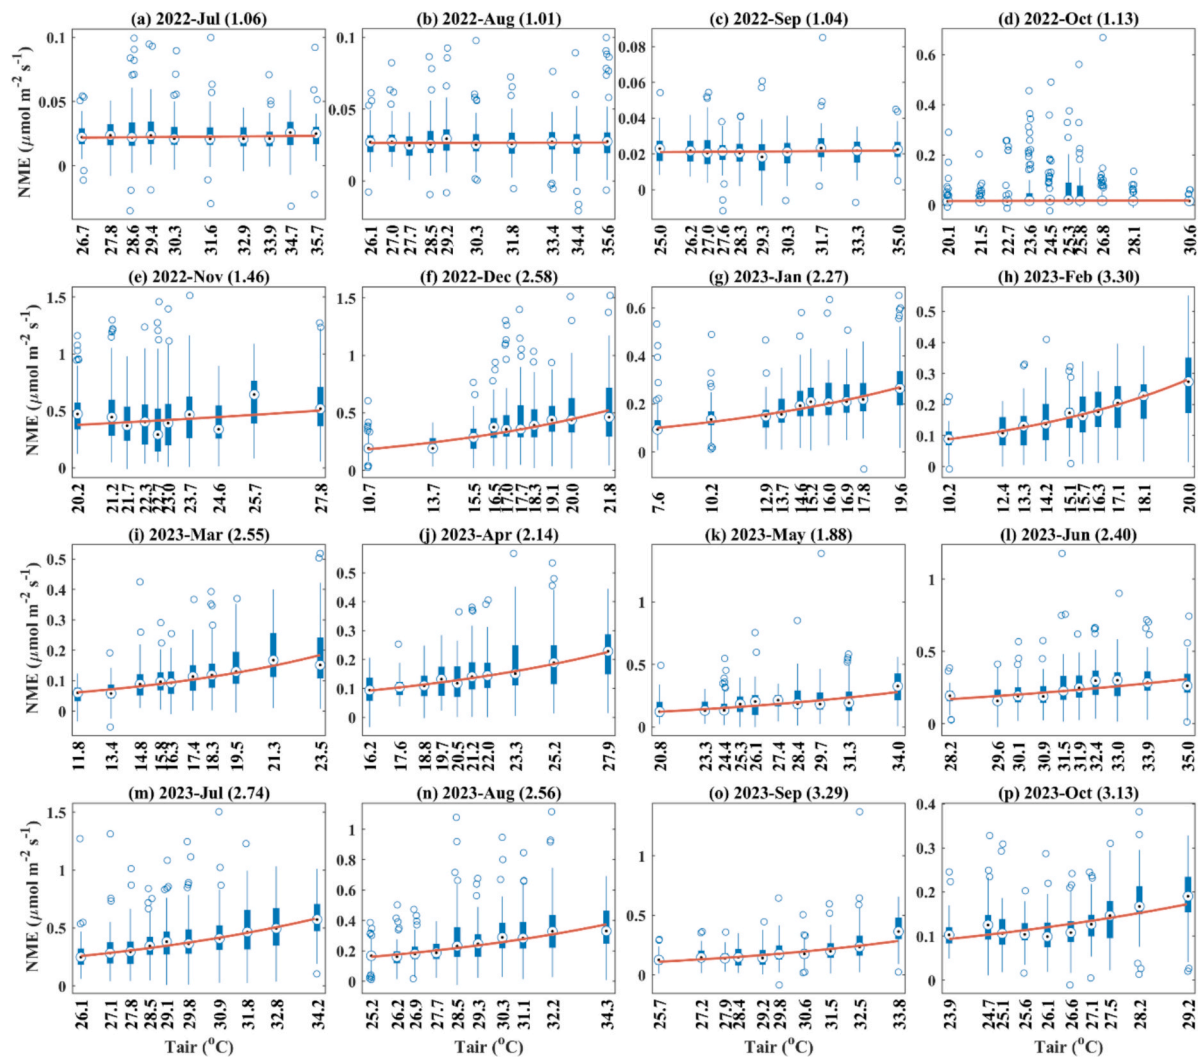 (a) 2022-Jul (1.06) (b) 2022-Aug (1.01) (c) 2022-Sep (1.04) (d) 2022-Oct (1.13)
NME (μmol m⁻² s⁻¹)
0.1 0.05 0
0.1 0.05 0
0.08 0.06 0.04 0.02 0
0.6 0.4 0.2 0
26.7 27.8 28.6 29.4 30.3 31.6 32.9 33.9 34.7 35.7
26.1 27.0 27.7 28.5 29.2 30.3 31.8 33.4 34.4 35.6
25.0 26.2 27.0 27.6 28.3 29.3 30.3 31.7 33.3 35.0
20.1 21.5 22.7 23.6 24.5 25.3 25.8 26.8 28.1 30.6
(e) 2022-Nov (1.46) (f) 2022-Dec (2.58) (g) 2023-Jan (2.27) (h) 2023-Feb (3.30)
NME (μmol m⁻² s⁻¹)
1.5 1 0.5 0
1.5 1 0.5 0
0.6 0.4 0.2 0
0.5 0.4 0.3 0.2 0.1 0
20.2 21.2 21.7 22.3 22.7 23.0 23.7 24.6 25.7 27.8
10.7 13.7 15.5 16.5 17.0 17.7 18.3 19.1 20.0 21.8
7.6 10.2 12.9 13.7 14.6 15.2 16.0 16.9 17.8 19.6
10.2 12.4 13.3 14.2 15.1 15.7 16.3 17.1 18.1 20.0
(i) 2023-Mar (2.55) (j) 2023-Apr (2.14) (k) 2023-May (1.88) (l) 2023-Jun (2.40)
NME (μmol m⁻² s⁻¹)
0.5 0.4 0.3 0.2 0.1 0
0.5 0.4 0.3 0.2 0.1 0
1 0.5 0
1 0.5 0
11.8 13.4 14.8 15.8 16.3 17.4 18.3 19.5 21.3 23.5
16.2 17.6 18.8 19.7 20.5 21.2 22.0 23.3 25.2 27.9
20.8 23.3 24.4 25.3 26.1 27.4 28.4 29.7 31.3 34.0
28.2 29.6 30.1 30.9 31.5 31.9 32.4 33.0 33.9 35.0
(m) 2023-Jul (2.74) (n) 2023-Aug (2.56) (o) 2023-Sep (3.29) (p) 2023-Oct (3.13)
NME (μmol m⁻² s⁻¹)
1.5 1 0.5 0
1 0.8 0.6 0.4 0.2 0
1 0.5 0
0.4 0.3 0.2 0.1 0
26.1 27.1 27.8 28.5 29.1 29.8 30.9 31.8 32.8 34.2
25.2 26.2 26.9 27.7 28.5 29.3 30.3 31.1 32.2 34.3
25.7 27.2 27.9 28.4 29.2 29.8 30.6 31.5 32.5 33.8
23.9 24.7 25.1 25.6 26.1 26.6 27.1 27.5 28.2 29.2
Tair (°C) Tair (°C) Tair (°C) Tair (°C)